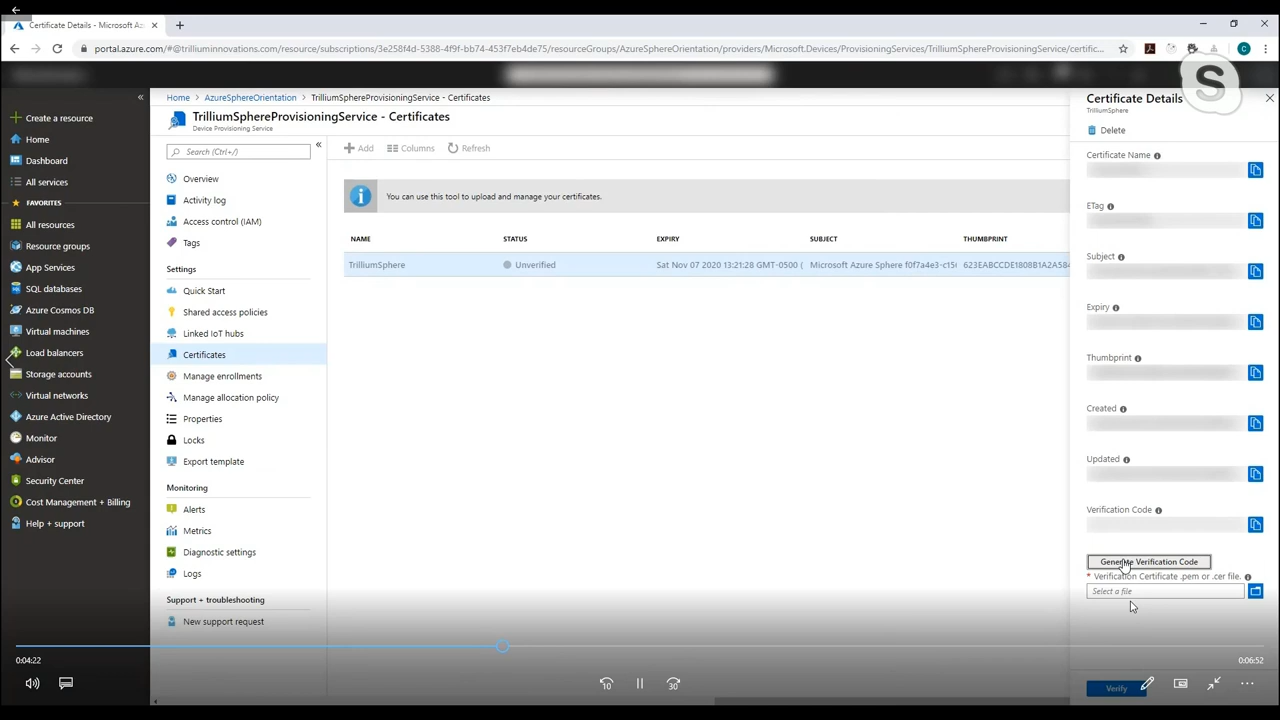 Certificate Details - Microsoft Az
portal.azure.com/#@trilliuminnovations.com/resource/subscriptions/3e258f4d-5388-4f9f-bb74-453f7eb4de75/resourceGroups/AzureSphereOrientation/providers/Microsoft.Devices/ProvisioningServices/TrilliumSphereProvisioningService/certific...
C
S
Create a resource
Home
Dashboard
All services
FAVORITES
All resources
Resource groups
App Services
SQL databases
Azure Cosmos DB
Virtual machines
Load balancers
Storage accounts
Virtual networks
Azure Active Directory
Monitor
Advisor
Security Center
Cost Management + Billing
Help + support
Home > AzureSphereOrientation > TrilliumSphereProvisioningService - Certificates
TrilliumSphereProvisioningService - Certificates
Device Provisioning Service
Search (Ctrl+/)
Overview
Activity log
Access control (IAM)
Tags
Settings
Quick Start
Shared access policies
Linked IoT hubs
Certificates
Manage enrollments
Manage allocation policy
Properties
Locks
Export template
Monitoring
Alerts
Metrics
Diagnostic settings
Logs
Support + troubleshooting
New support request
Add Columns Refresh
You can use this tool to upload and manage your certificates.
NAME STATUS EXPIRY SUBJECT THUMBPRINT
TrilliumSphere Unverified Sat Nov 07 2020 13:21:28 GMT-0500 ( Microsoft Azure Sphere f0f7a4e3-c15 623EABCCDE1808B1A2A584
Certificate Details
TrilliumSphere
Delete
Certificate Name
ETag
Subject
Expiry
Thumbprint
Created
Updated
Verification Code
Generate Verification Code
* Verification Certificate .pem or .cer file.
Select a file
Verify
0:04:22
0:06:52
10
30